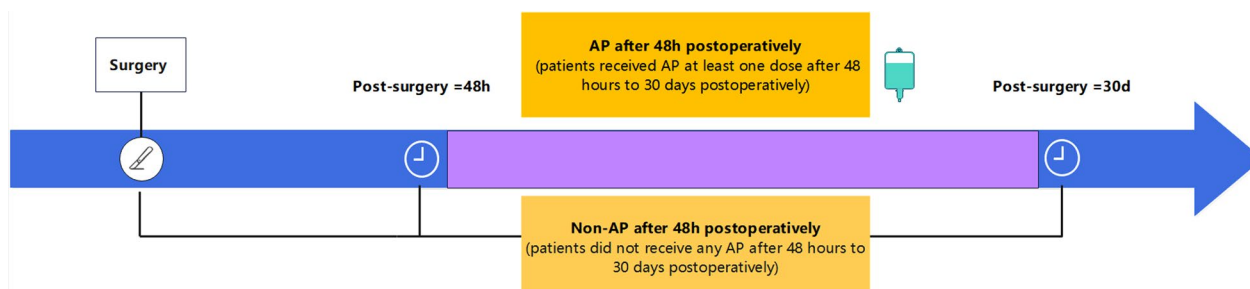 Surgery
Post-surgery =48h
AP after 48h postoperatively
(patients received AP at least one dose after 48
hours to 30 days postoperatively)
Post-surgery =30d
Non-AP after 48h postoperatively
(patients did not receive any AP after 48 hours to
30 days postoperatively)